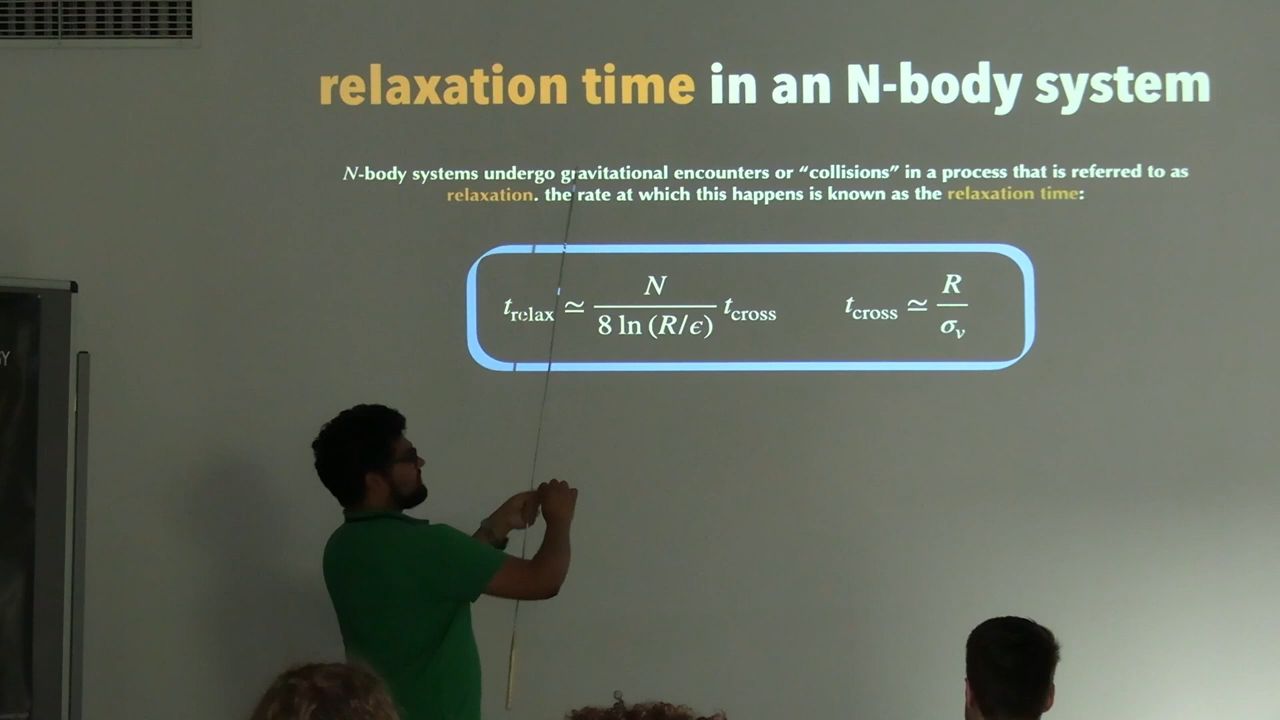 relaxation time in an N-body system
N-body systems undergo gravitational encounters or “collisions” in a process that is referred to as
relaxation. the rate at which this happens is known as the relaxation time:
t_relax ≃ N / 8 ln (R/ϵ) t_cross     t_cross ≃ R / σ_v
Y